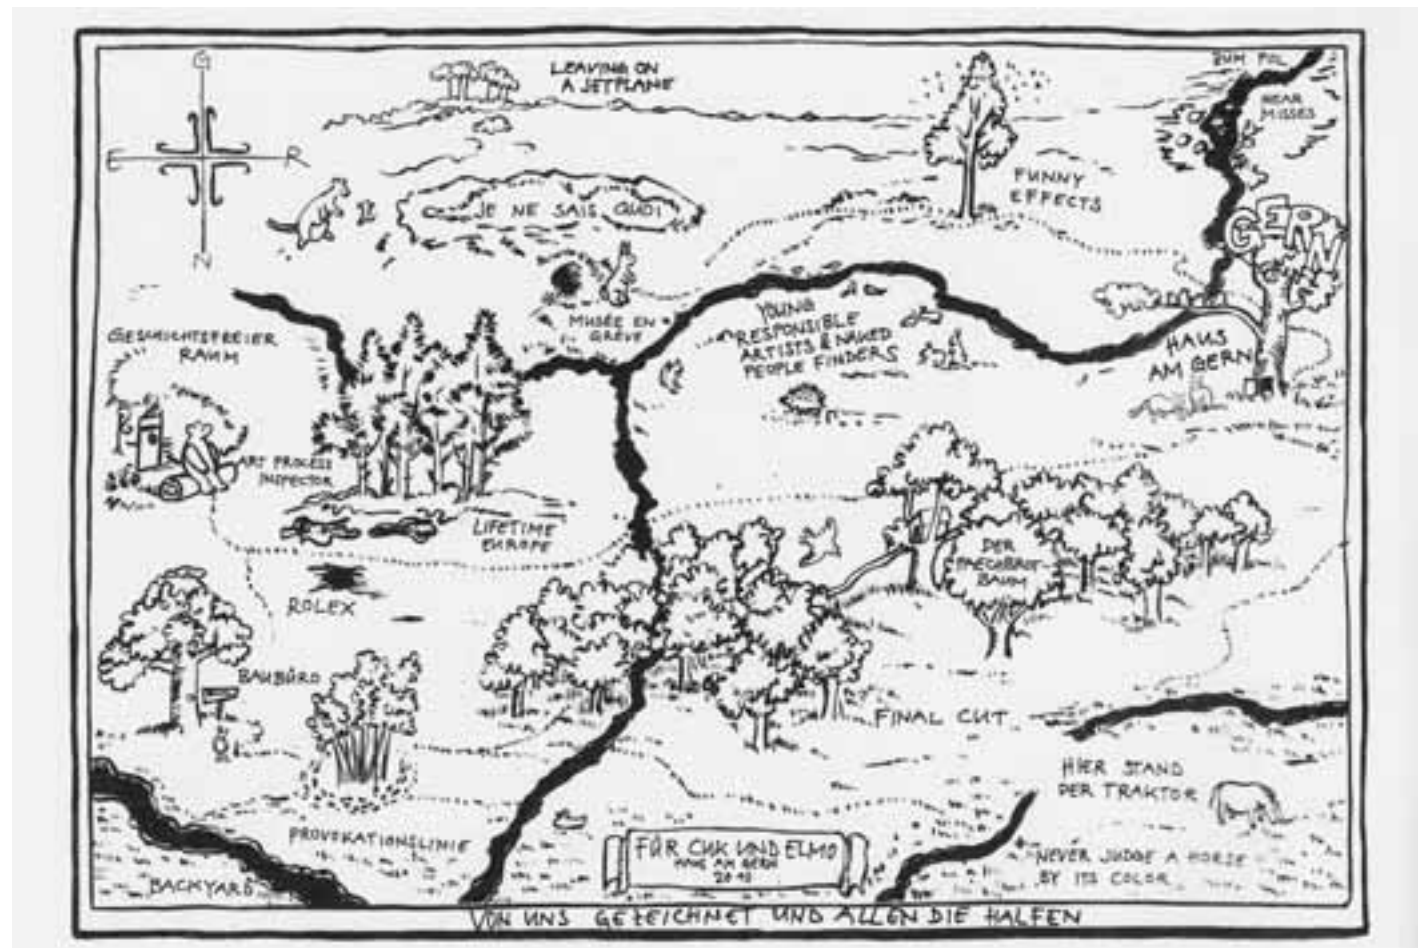 G
E
R
N
LEAVING ON
A JETPLANE
ZUM POL
NEAR
MISSES
FUNNY
EFFECTS
JE NE SAIS QUOI
GERN
MUSÉE EN
GRÈVE
YOUNG
RESPONSIBLE
ARTISTS & NAKED
PEOPLE FINDERS
HAUS
AM GERN
GESCHICHTSFREIER
RAUM
ART PROCESS
INSPECTOR
LIFETIME
EUROPE
ROLEX
DER
BAUM
BAUBÜRO
FINAL CUT
HIER STAND
DER TRAKTOR
PROVOKATIONSLINIE
BACKYARD
FÜR CUK UND ELMO
HAUS AM GERN
NEVER JUDGE A HORSE
BY ITS COLOR
VON UNS GEZEICHNET UND ALLEN DIE HALFEN